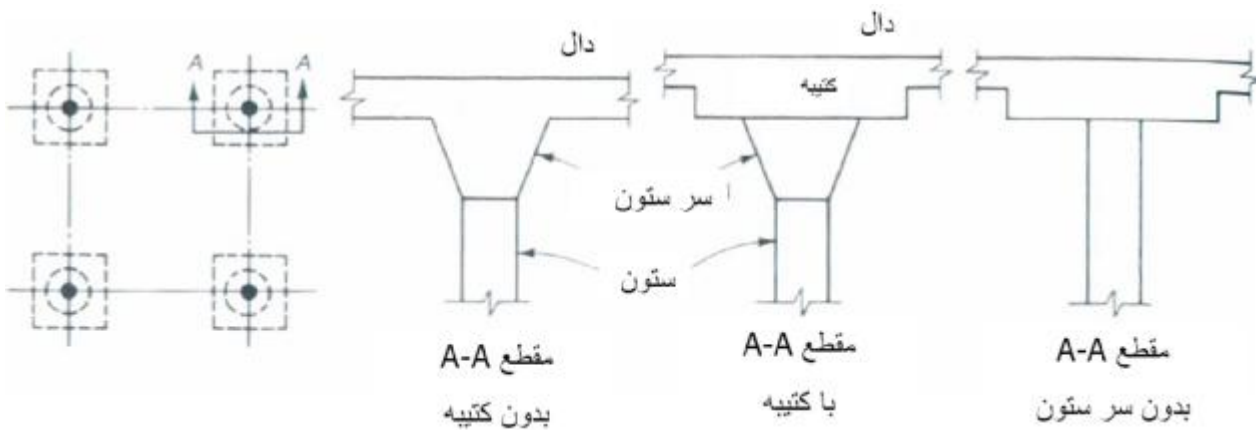 A A
دال
دال
کتیبه
سر ستون
ستون
مقطع A-A
بدون کتیبه
مقطع A-A
با کتیبه
مقطع A-A
بدون سر ستون